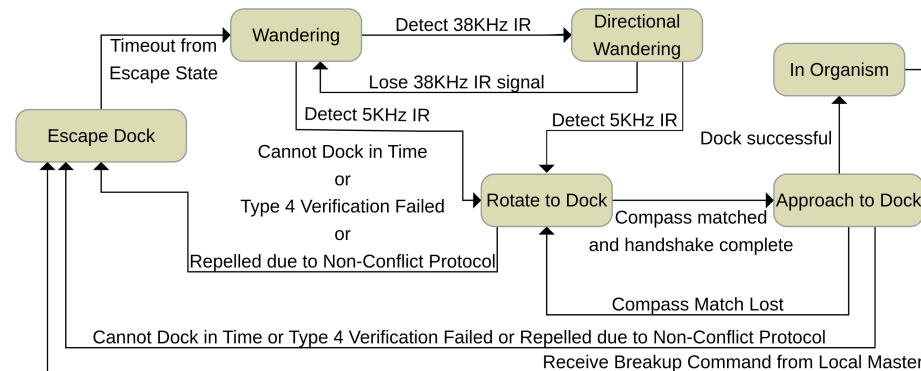 Wandering
Detect 38KHz IR
Directional
Wandering
Timeout from
Escape State
Lose 38KHz IR signal
In Organism
Detect 5KHz IR
Detect 5KHz IR
Escape Dock
Dock successful
Cannot Dock in Time
or
Type 4 Verification Failed
or
Repelled due to Non-Conflict Protocol
Rotate to Dock
Compass matched
and handshake complete
Approach to Dock
Compass Match Lost
Cannot Dock in Time or Type 4 Verification Failed or Repelled due to Non-Conflict Protocol
Receive Breakup Command from Local Master